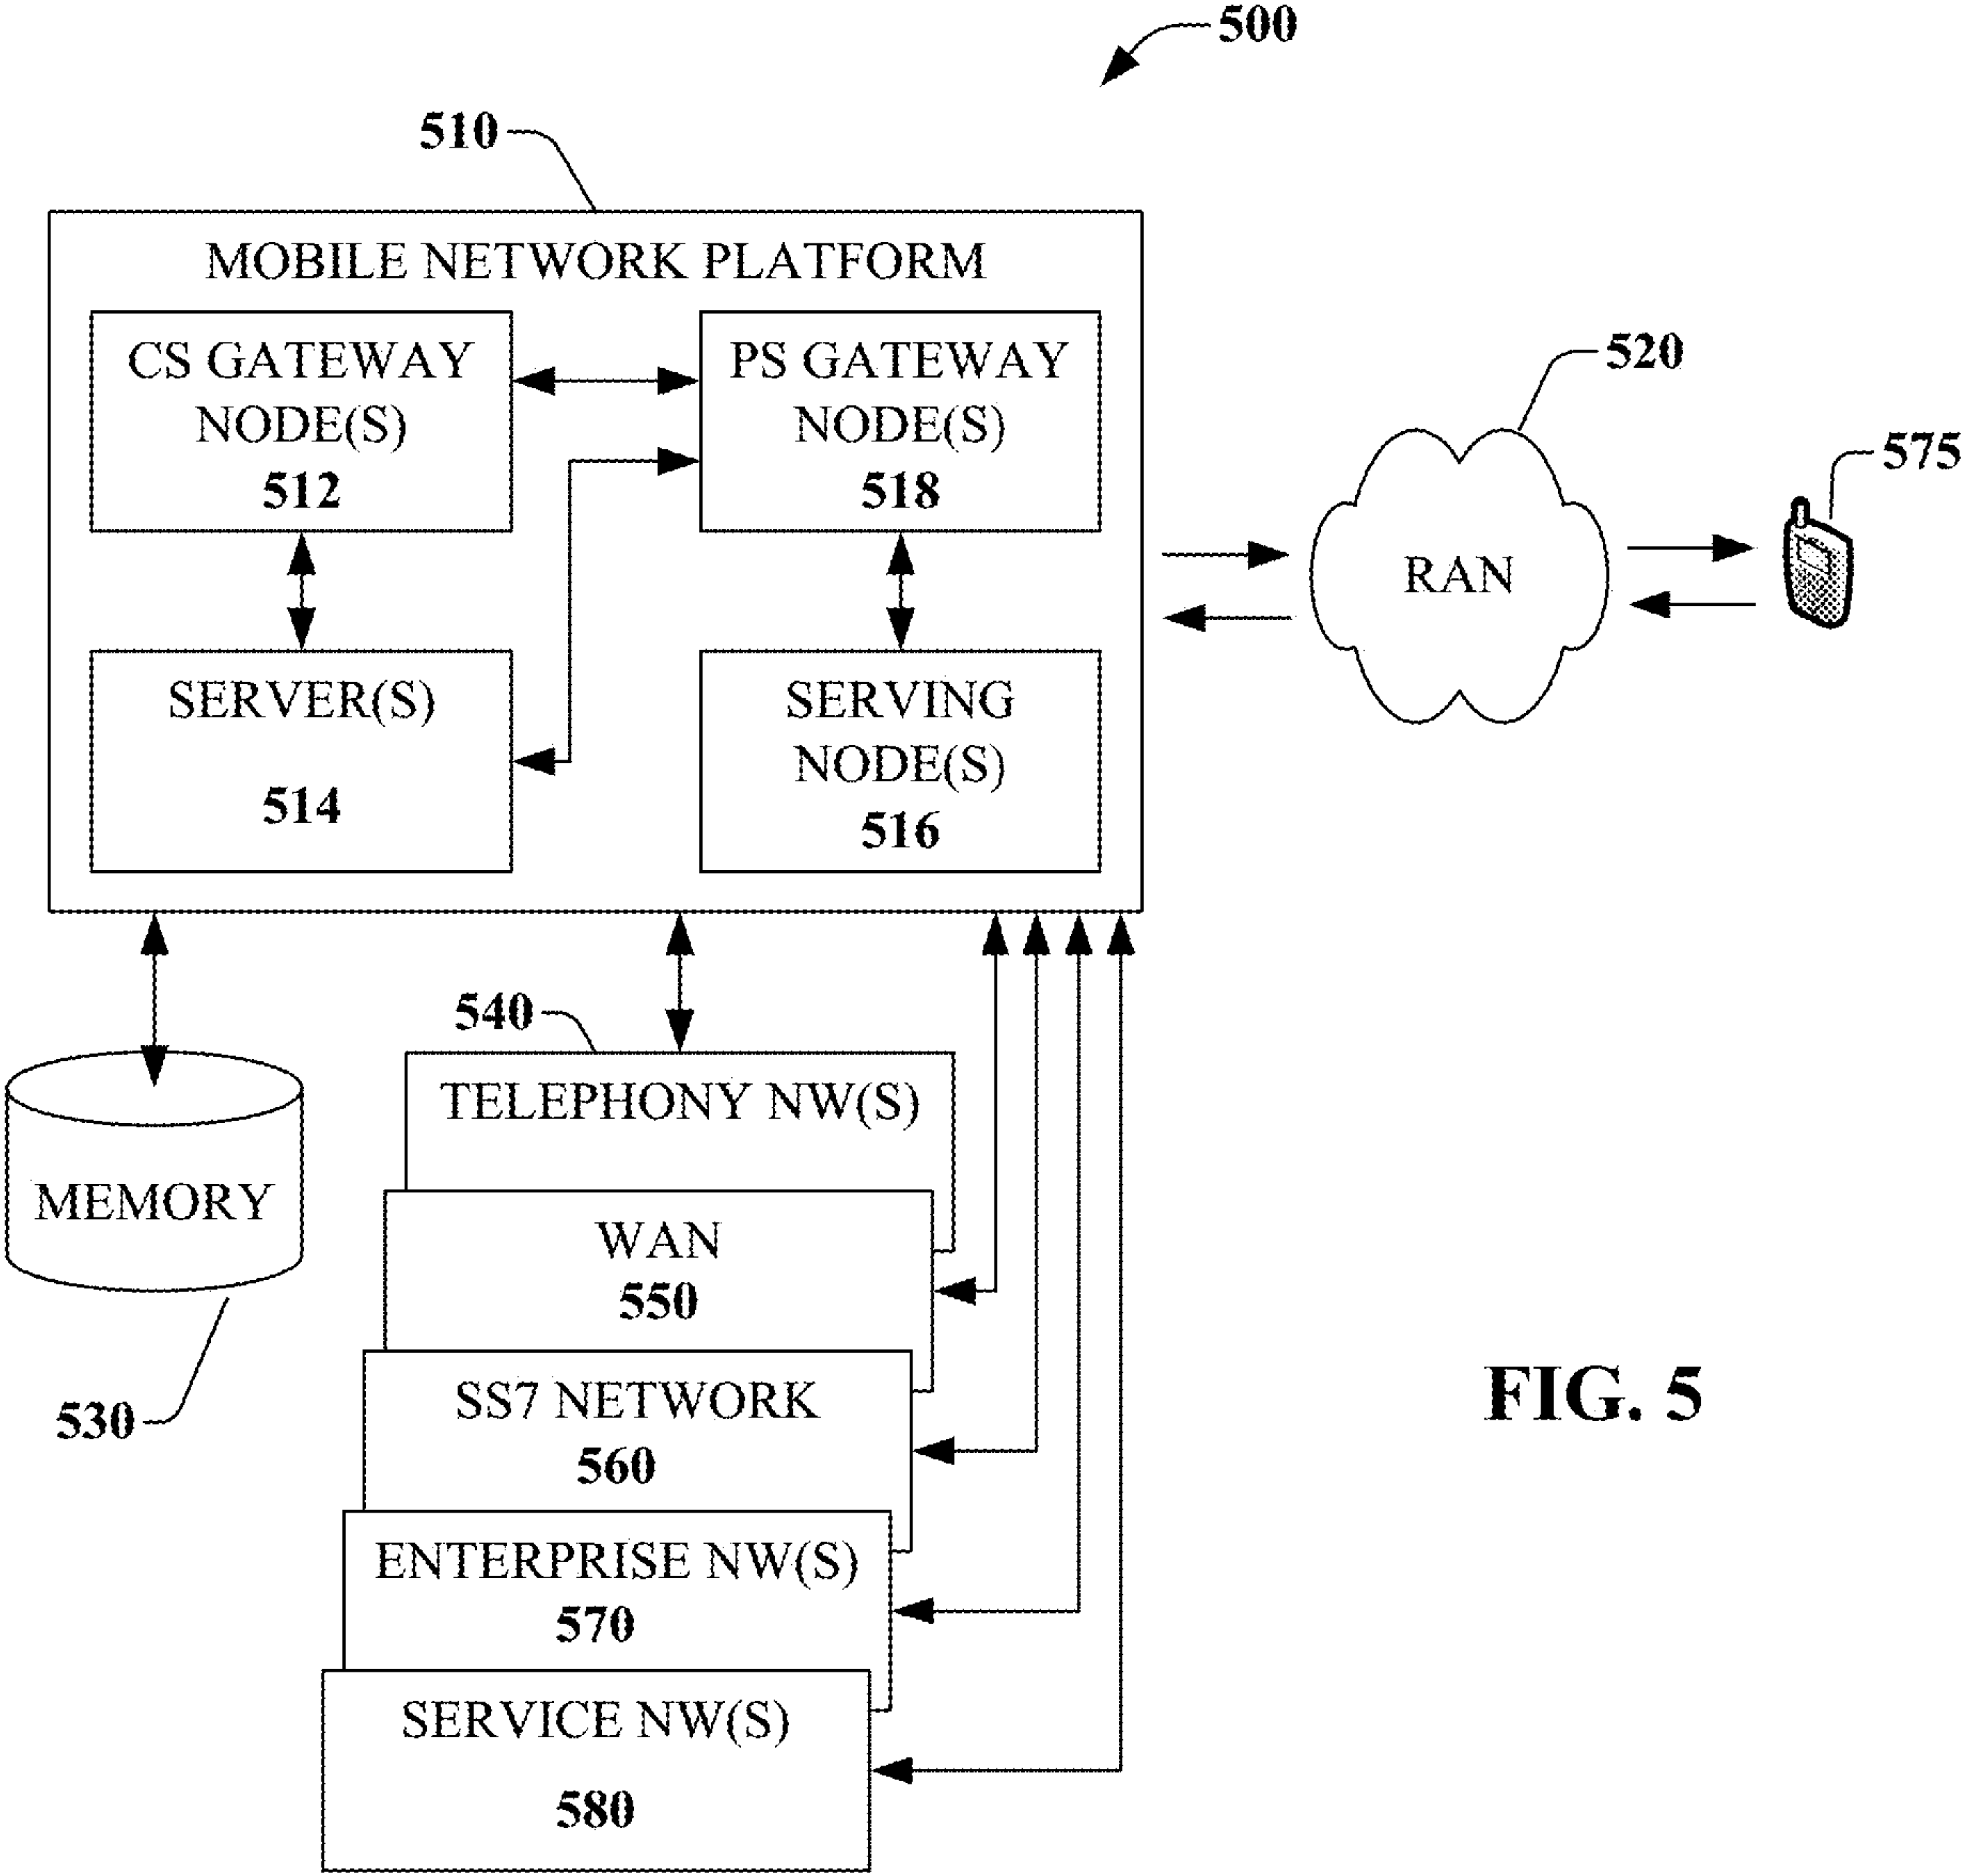 500
510
MOBILE NETWORK PLATFORM
CS GATEWAY
NODE(S)
512
PS GATEWAY
NODE(S)
518
SERVER(S)
514
SERVING
NODE(S)
516
520
RAN
575
540
TELEPHONY NW(S)
MEMORY
530
WAN
550
SS7 NETWORK
560
ENTERPRISE NW(S)
570
SERVICE NW(S)
580
FIG. 5